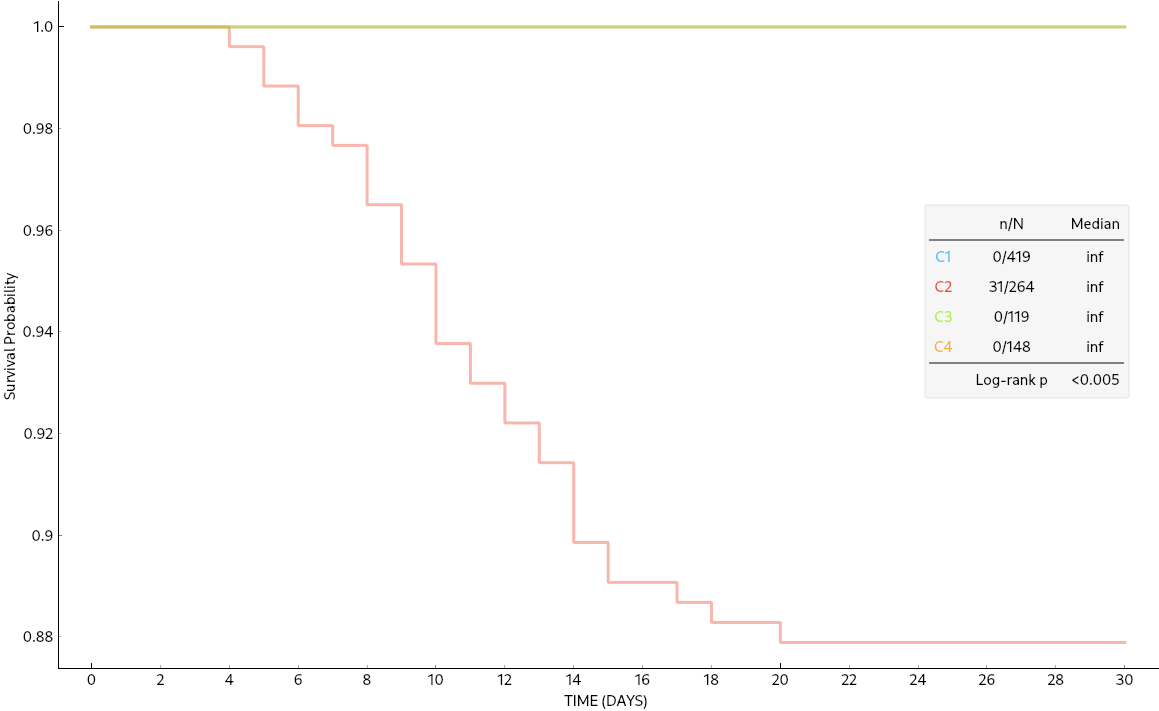 1.0
0.98
0.96
0.94
0.92
0.9
0.88
Survival Probability
n/N Median
C1 0/419 inf
C2 31/264 inf
C3 0/119 inf
C4 0/148 inf
Log-rank p <0.005
0 2 4 6 8 10 12 14 16 18 20 22 24 26 28 30
TIME (DAYS)